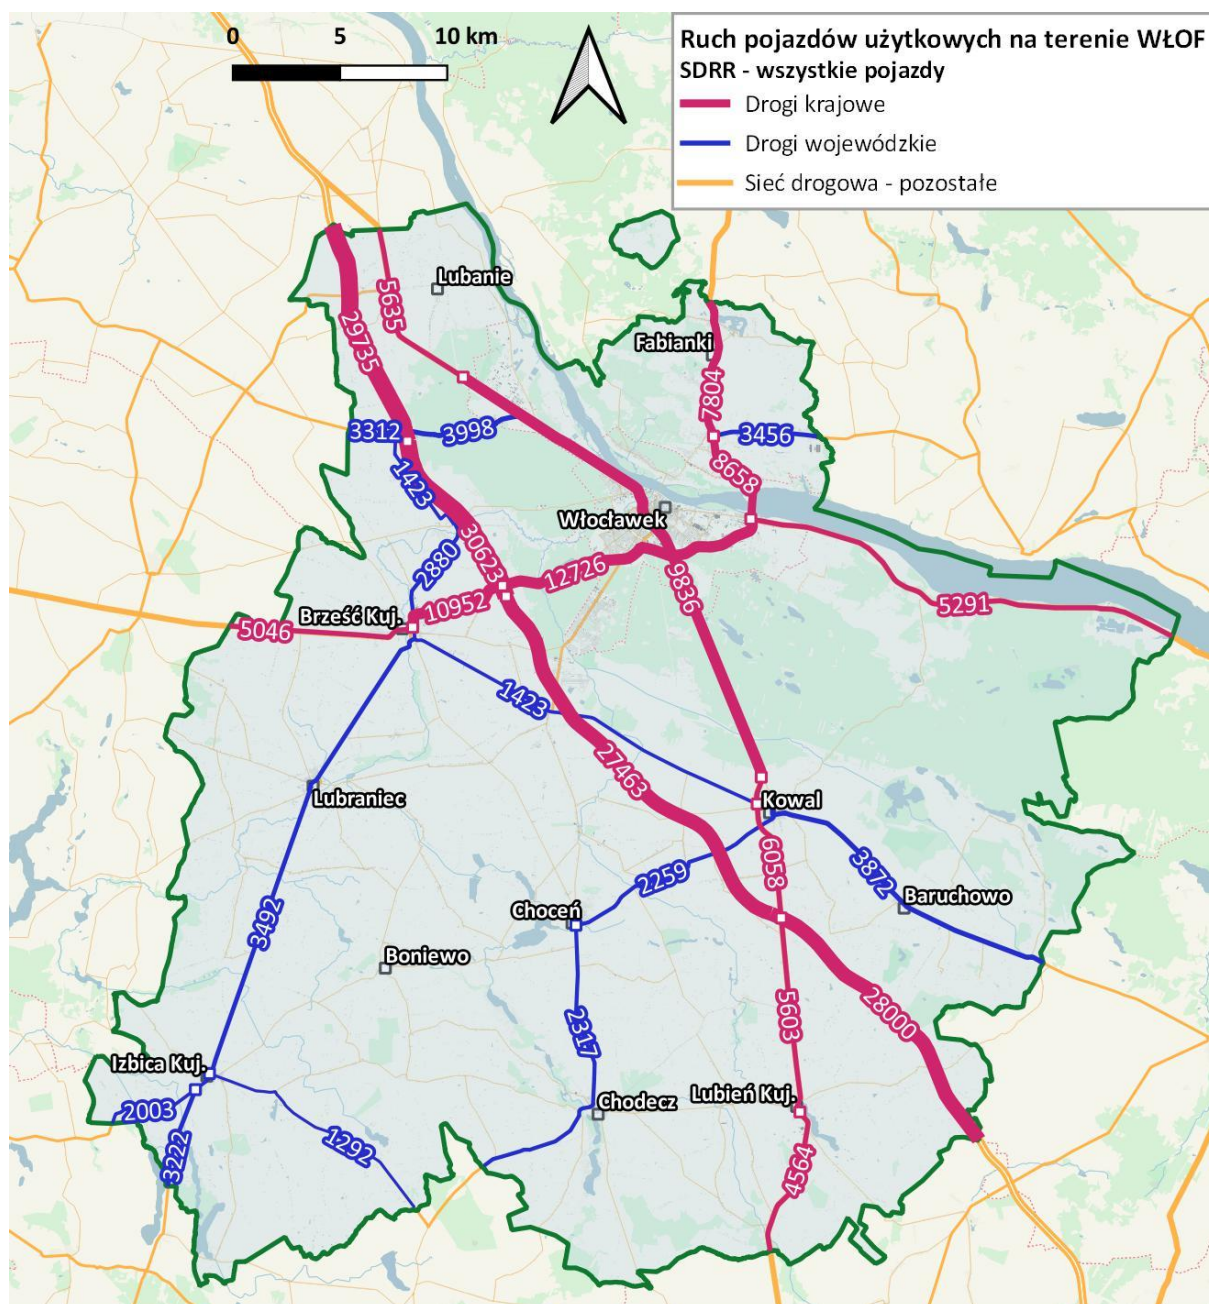 0 5 10 km
Ruch pojazdów użytkowych na terenie WŁOF
SDRR - wszystkie pojazdy
Drogi krajowe
Drogi wojewódzkie
Sieć drogowa - pozostałe
Lubanie
5635
29735
Fabianki
7804
3312
3998
3456
1423
8658
Włocławek
30623
2880
12726
9836
10952
5291
Brześć Kuj.
5046
1423
27463
Lubraniec
Kowal
6058
2259
3872
Baruchowo
Choceń
3492
Boniewo
28000
5603
2317
Izbica Kuj.
Chodecz
Lubień Kuj.
2003
3222
1292
4564